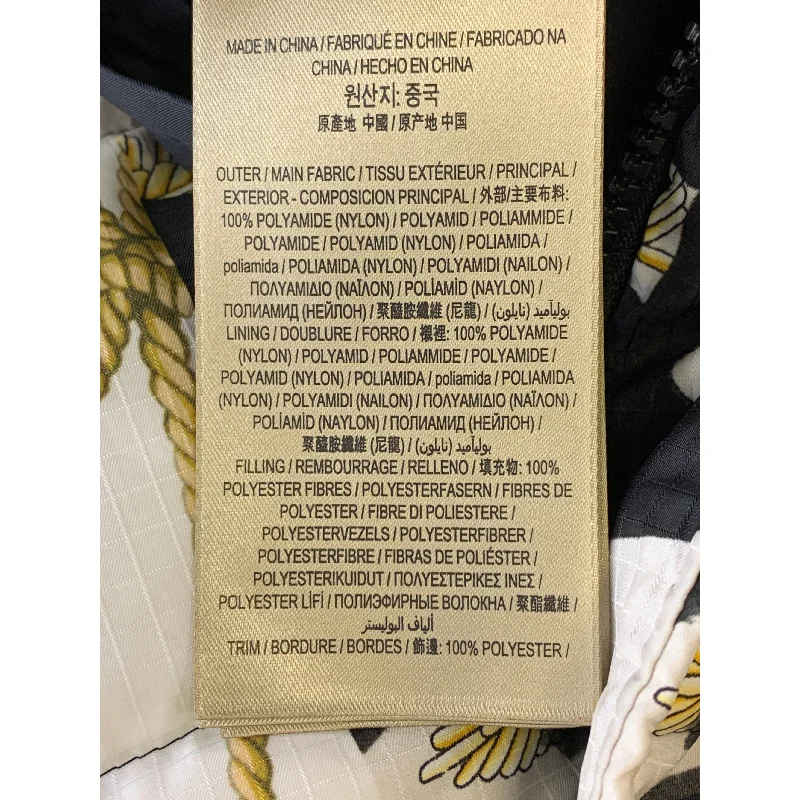 MADE IN CHINA / FABRIQUÉ EN CHINE / FABRICADO NA
CHINA / HECHO EN CHINA
원산지: 중국
原產地 中國 / 原产地 中国
OUTER / MAIN FABRIC / TISSU EXTÉRIEUR / PRINCIPAL /
EXTERIOR - COMPOSICION PRINCIPAL / 外部/主要布料:
100% POLYAMIDE (NYLON) / POLYAMID / POLIAMMIDE /
POLYAMIDE / POLYAMID (NYLON) / POLIAMIDA /
poliamida / POLIAMIDA (NYLON) / POLYAMIDI (NAILON) /
ΠΟΛΥΑΜΙΔΙΟ (ΝΑΪΛΟΝ) / POLİAMİD (NAYLON) /
ПОЛИАМИД (НЕЙЛОН) / 聚醯胺纖維 (尼龍) / بولياميد (نايلون) /
LINING / DOUBLURE / FORRO / 襯裡: 100% POLYAMIDE
(NYLON) / POLYAMID / POLIAMMIDE / POLYAMIDE /
POLYAMID (NYLON) / POLIAMIDA / poliamida / POLIAMIDA
(NYLON) / POLYAMIDI (NAILON) / ΠΟΛΥΑΜΙΔΙΟ (ΝΑΪΛΟΝ) /
POLİAMİD (NAYLON) / ПОЛИАМИД (НЕЙЛОН) /
聚醯胺纖維 (尼龍) / بولياميد (نايلون) /
FILLING / REMBOURRAGE / RELLENO / 填充物: 100%
POLYESTER FIBRES / POLYESTERFASERN / FIBRES DE
POLYESTER / FIBRE DI POLIESTERE /
POLYESTERVEZELS / POLYESTERFIBRER /
POLYESTERFIBRE / FIBRAS DE POLIÉSTER /
POLYESTERIKUIDUT / ΠΟΛΥΕΣΤΕΡΙΚΕΣ ΙΝΕΣ /
POLYESTER LİFİ / ПОЛИЭФИРНЫЕ ВОЛОКНА / 聚酯纖維 /
ألياف البوليستر
TRIM / BORDURE / BORDES / 飾邊: 100% POLYESTER /